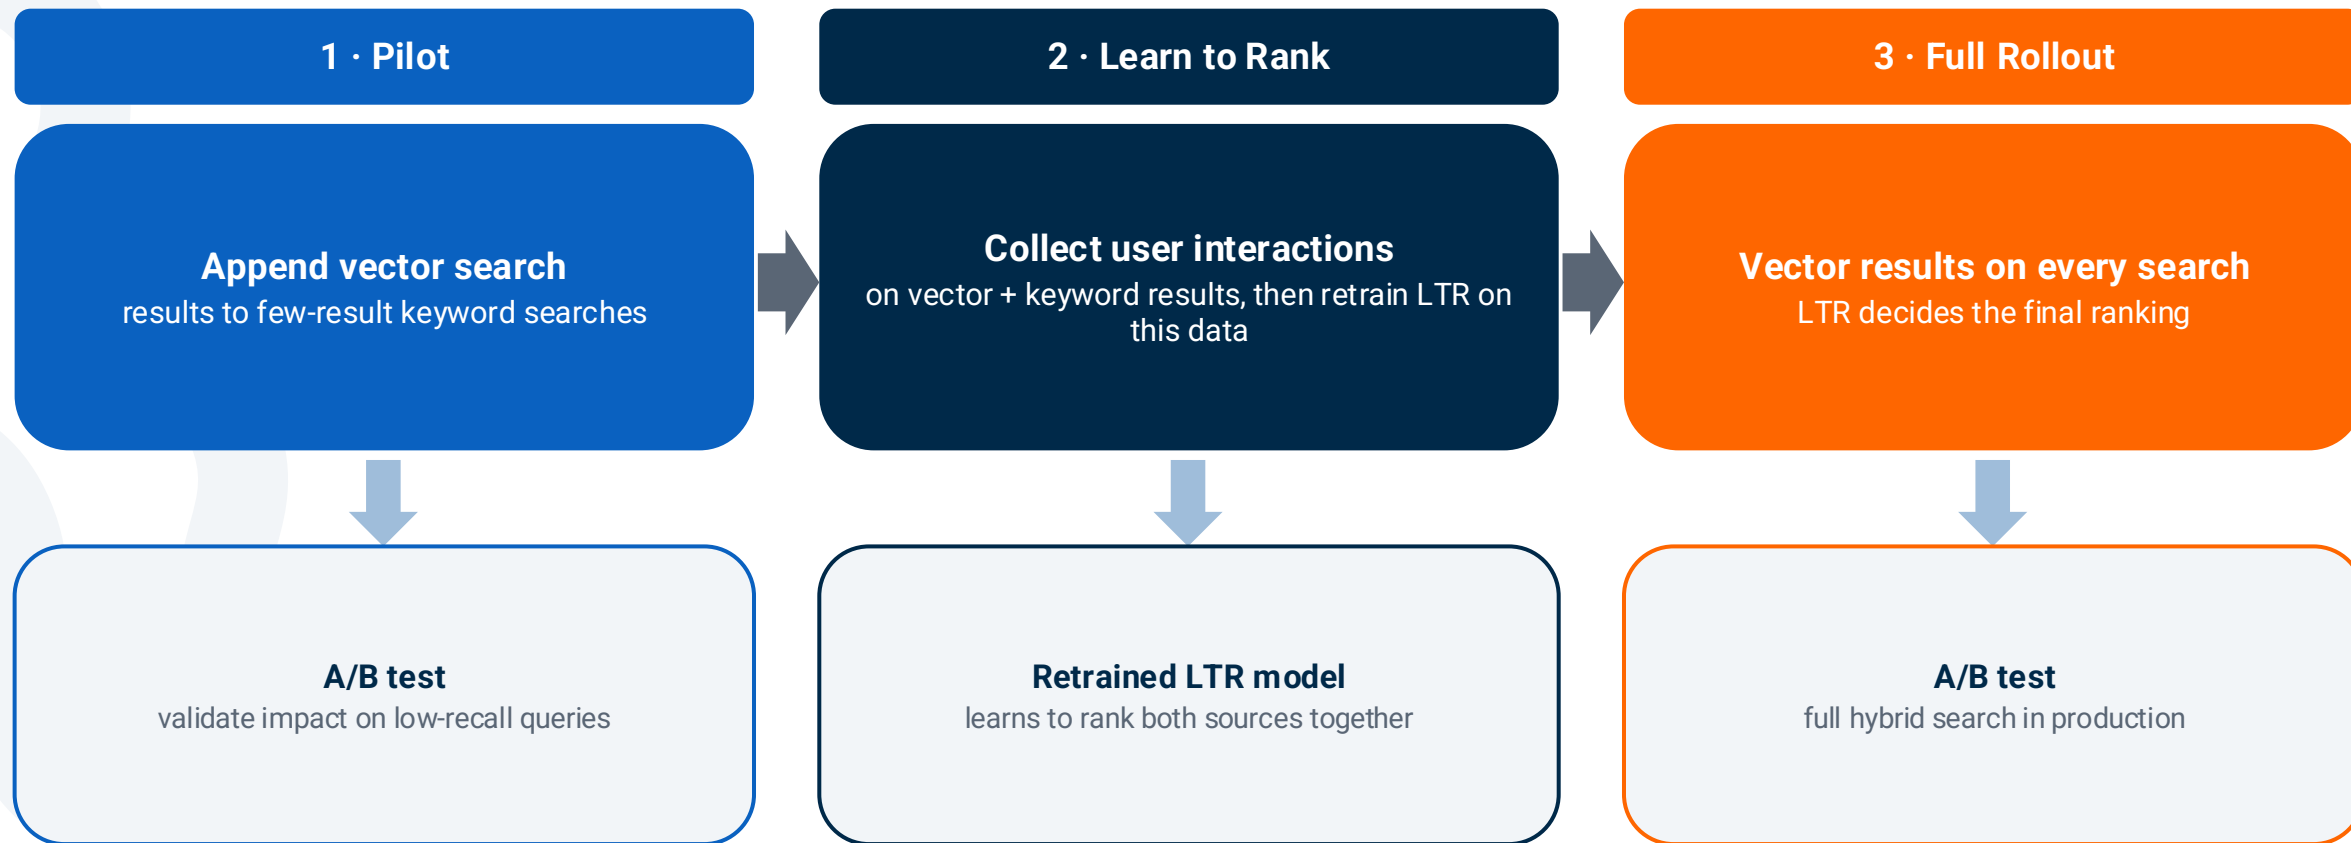 1 · Pilot
2 · Learn to Rank
3 · Full Rollout
Append vector search
results to few-result keyword searches
Collect user interactions
on vector + keyword results, then retrain LTR on
this data
Vector results on every search
LTR decides the final ranking
A/B test
validate impact on low-recall queries
Retrained LTR model
learns to rank both sources together
A/B test
full hybrid search in production